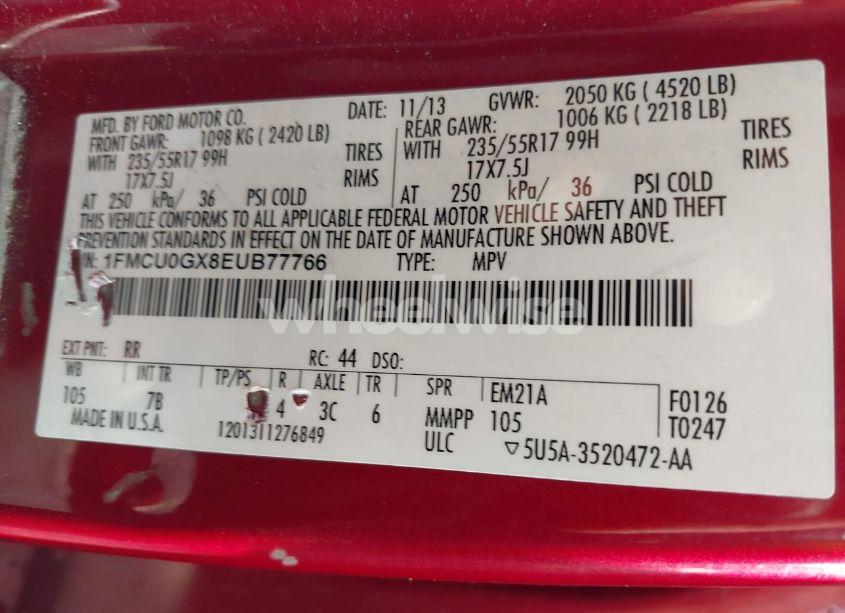 MFD. BY FORD MOTOR CO. DATE: 11/13 GVWR: 2050 KG ( 4520 LB)
FRONT GAWR: 1098 KG ( 2420 LB) REAR GAWR: 1006 KG ( 2218 LB)
WITH 235/55R17 99H TIRES WITH 235/55R17 99H TIRES
17X7.5J RIMS 17X7.5J RIMS
AT 250 kPa/ 36 PSI COLD AT 250 kPa/ 36 PSI COLD
THIS VEHICLE CONFORMS TO ALL APPLICABLE FEDERAL MOTOR VEHICLE SAFETY AND THEFT
PREVENTION STANDARDS IN EFFECT ON THE DATE OF MANUFACTURE SHOWN ABOVE.
1FMCU0GX8EUB77766 TYPE: MPV
wheelwise
EXT PNT: RR RC: 44 DSO:
WB INT TR TP/PS R AXLE TR SPR EM21A F0126
105 7B 4 3C 6 MMPP 105 T0247
MADE IN U.S.A. 1201311276849 ULC 5U5A-3520472-AA